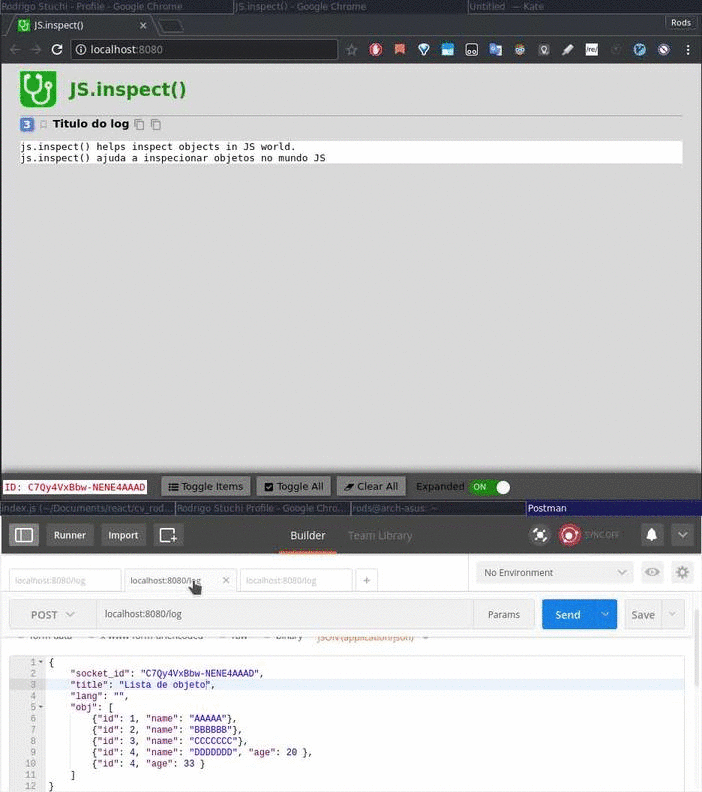 Rodrigo Stuchi - Profile - Google Chrome
JS.inspect() - Google Chrome
Untitled — Kate
JS.inspect()
Rods
localhost:8080
/re/
JS.inspect()
3 Titulo do log
js.inspect() helps inspect objects in JS world.
js.inspect() ajuda a inspecionar objetos no mundo JS
ID: C7Qy4VxBbw-NENE4AAAD
Toggle Items
Toggle All
Clear All
Expanded ON
index.js (~/Documents/react/cv_rod...
Rodrigo Stuchi Profile - Google Chro...
rods@arch-asus: ~
Postman
Runner
Import
Builder
Team Library
SYNC OFF
localhost:8080/log
localhost:8080/log
localhost:8080/log
No Environment
POST
localhost:8080/log
Params
Send
Save
form-data x-www-form-urlencoded raw binary JSON (application/json)
1 {
2 "socket_id": "C7Qy4VxBbw-NENE4AAAD",
3 "title": "Lista de objeto",
4 "lang": "",
5 "obj": [
6 {"id": 1, "name": "AAAAA"},
7 {"id": 2, "name": "BBBBBB"},
8 {"id": 3, "name": "CCCCCCC"},
9 {"id": 4, "name": "DDDDDDD", "age": 20 },
10 {"id": 4, "age": 33 }
11 ]
12 }